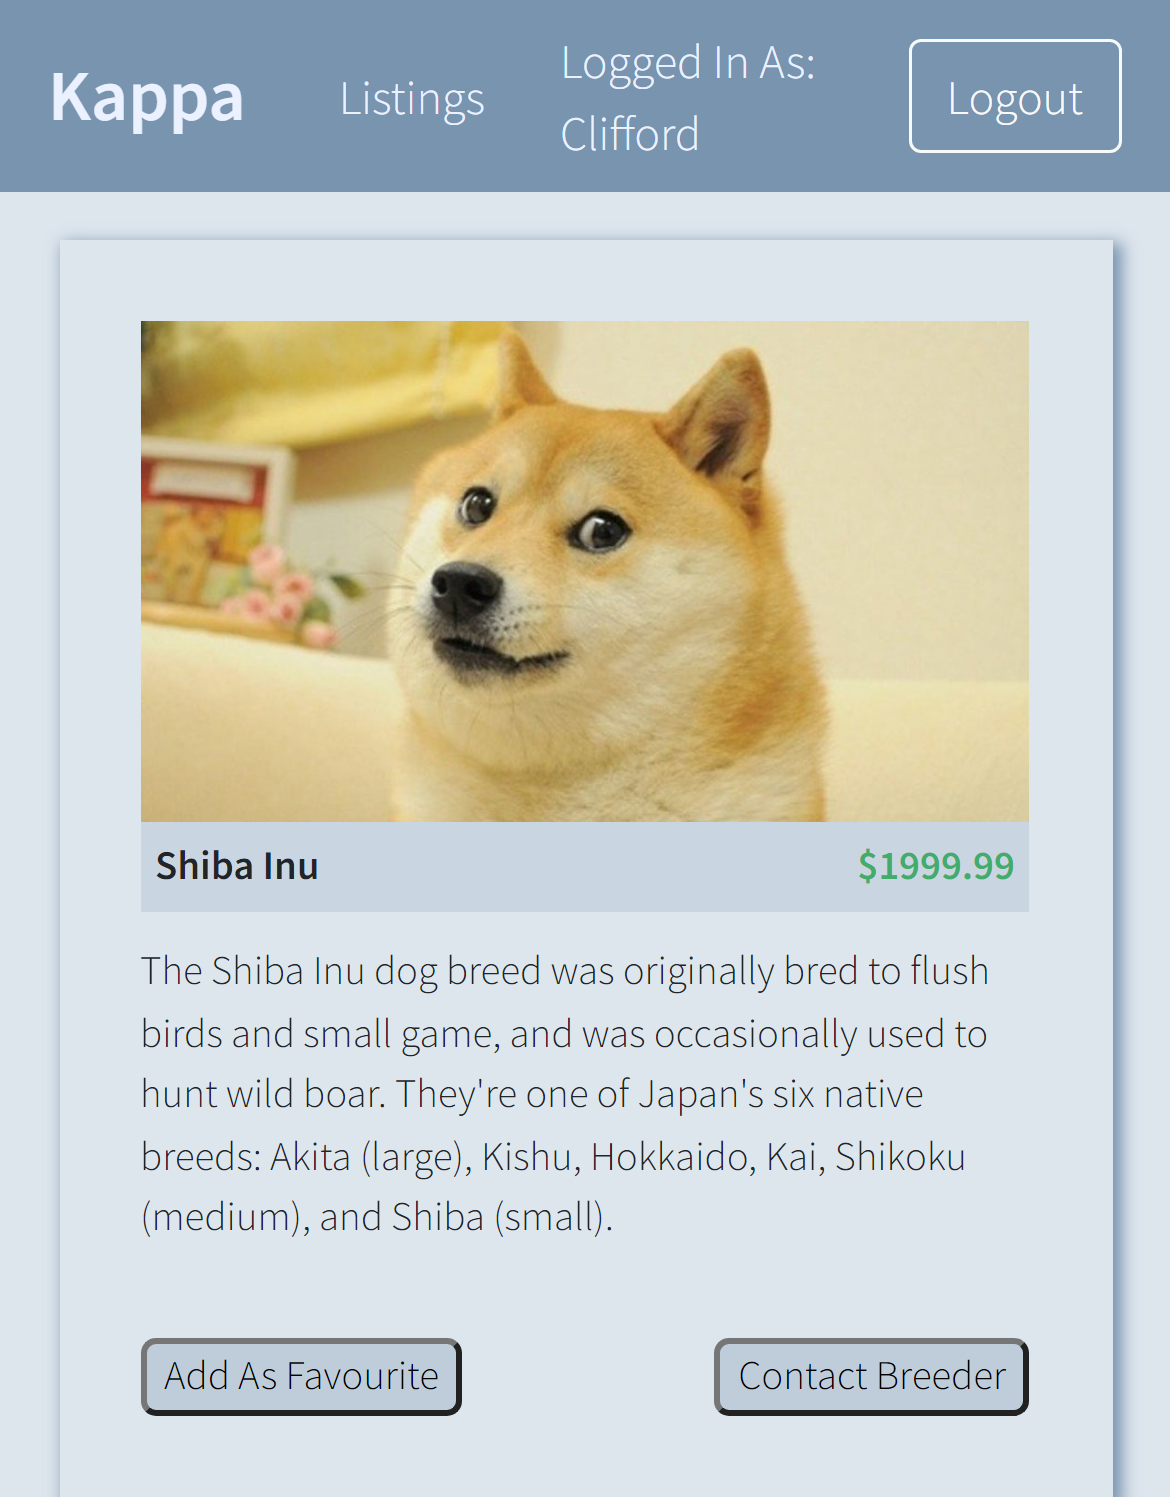 Kappa
Listings
Logged In As:
Clifford
Logout
Shiba Inu
$1999.99
The Shiba Inu dog breed was originally bred to flush
birds and small game, and was occasionally used to
hunt wild boar. They're one of Japan's six native
breeds: Akita (large), Kishu, Hokkaido, Kai, Shikoku
(medium), and Shiba (small).
Add As Favourite
Contact Breeder